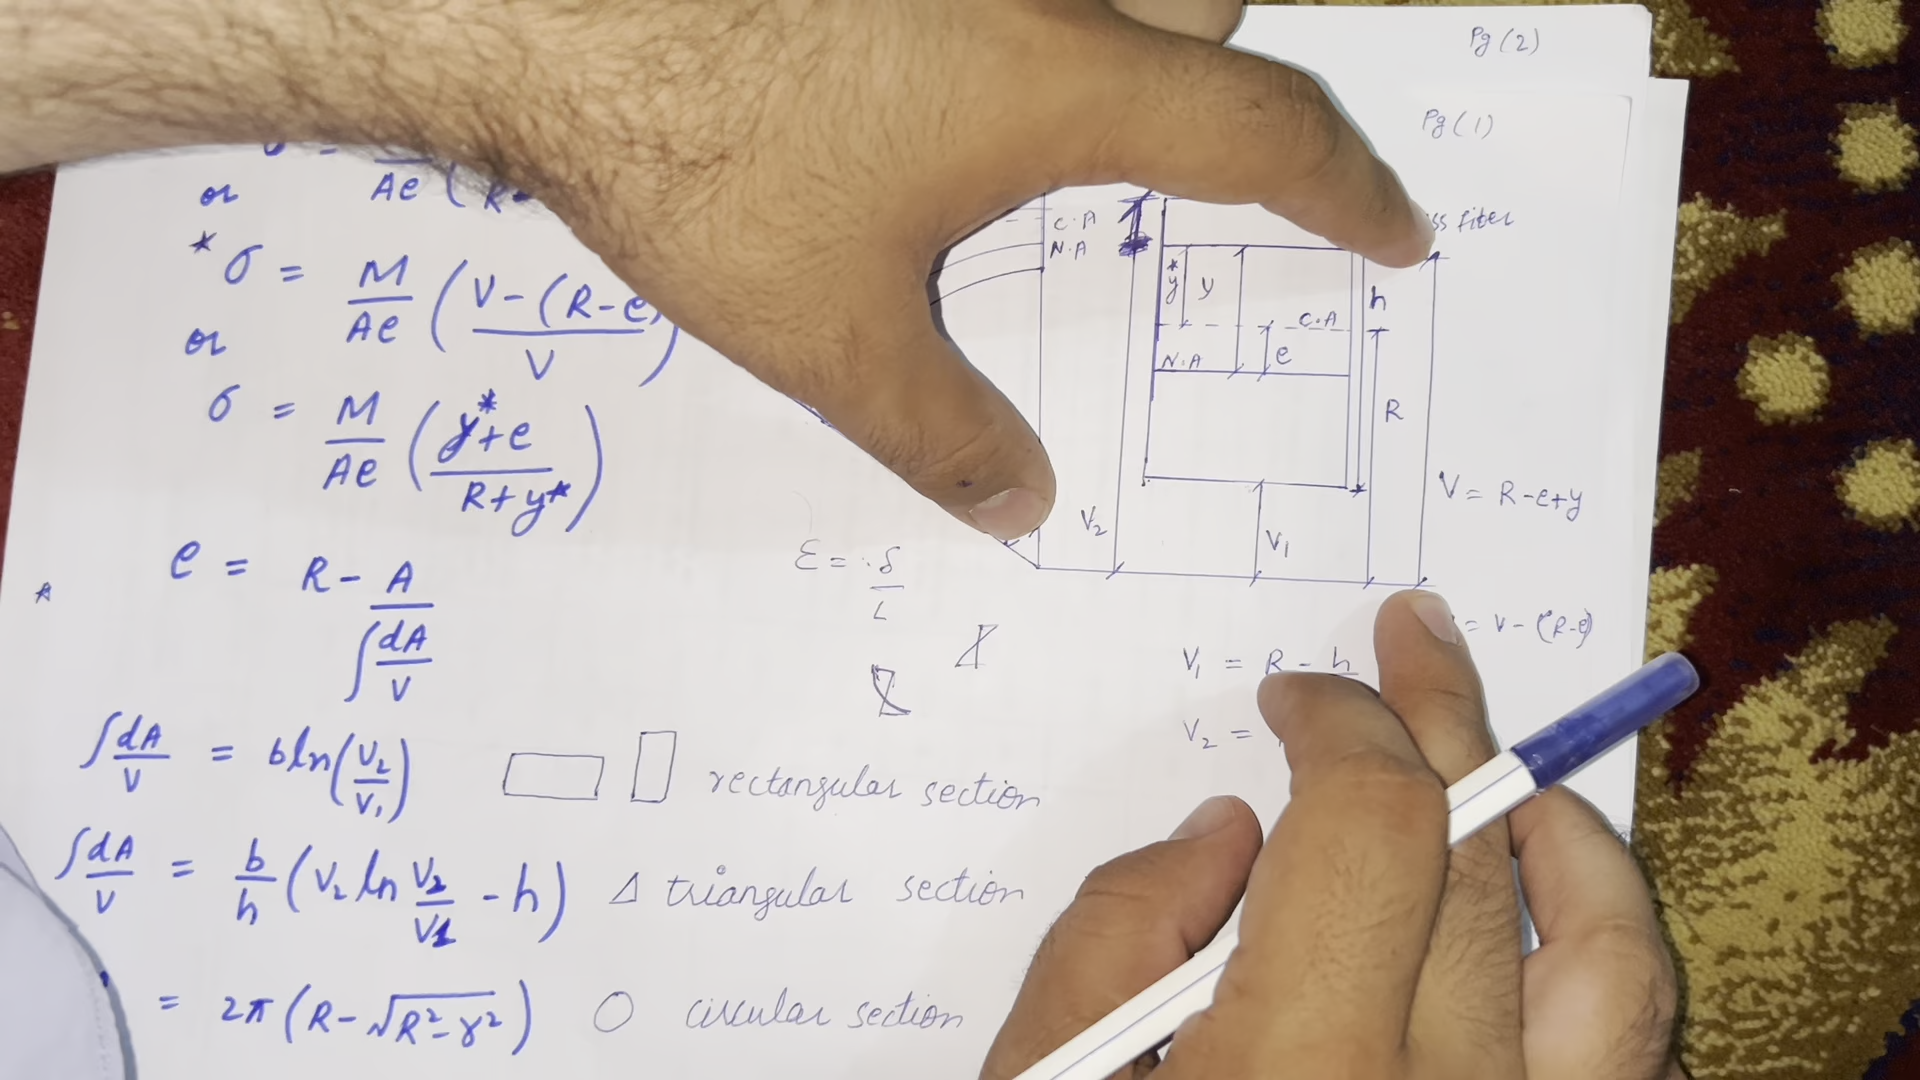 Pg (2)
Pg (1)
or
Ae ( R-
* σ = M/Ae ( V - (R-e) / V )
or
σ = M/Ae ( y* + e / R + y* )
* e = R - A / ∫ dA/V
∫ dA/V = b ln ( V₂/V₁ ) rectangular section
∫ dA/V = b/h ( V₂ ln V₂/V1 - h ) Δ triangular section
= 2π ( R - √R² - r² ) circular section
C.A
N.A
ss fiber
y*
y
h
C.A
N.A
e
R
V₂
V₁
V = R-e+y
= V - (R-e)
ε = δ / L
V₁ = R - h
V₂ =